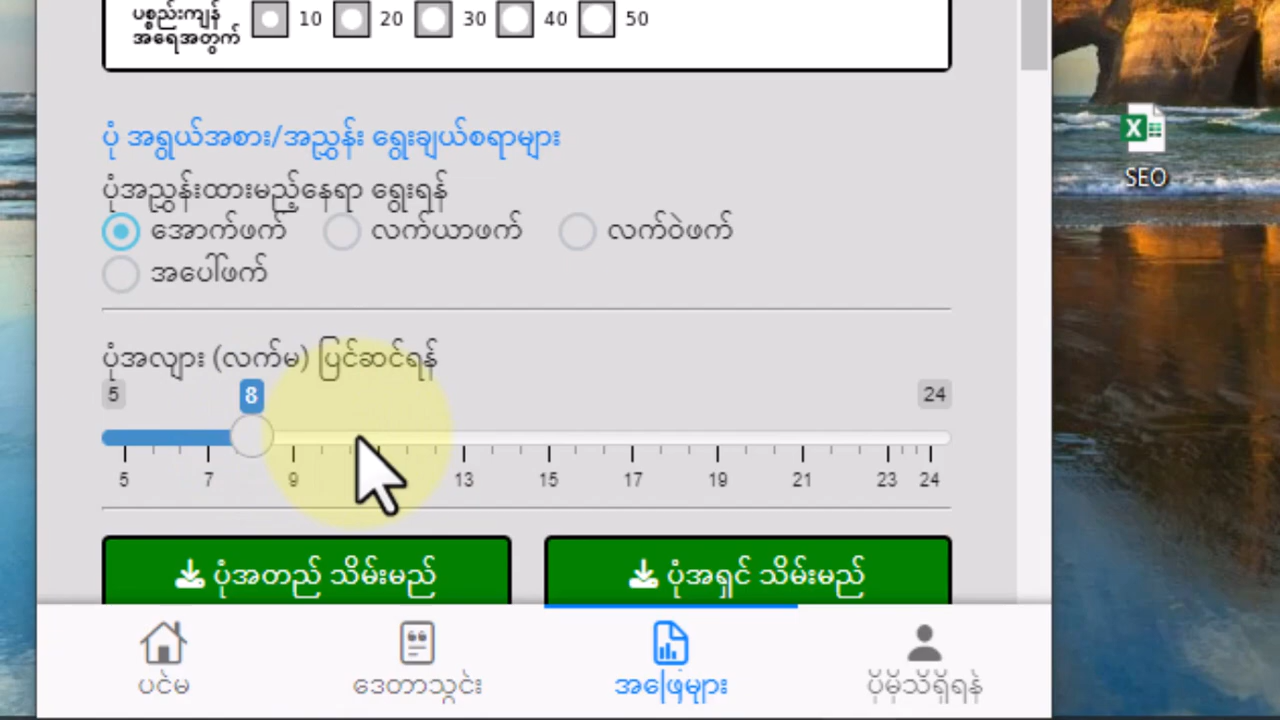 ပစ္စည်းကျန်
အရေအတွက်
10 20 30 40 50
ပုံ အရွယ်အစား/အညွှန်း ရွေးချယ်စရာများ
SEO
ပုံအညွှန်းထားမည့်နေရာ ရွေးရန်
အောက်ဖက် လက်ယာဖက် လက်ဝဲဖက်
အပေါ်ဖက်
ပုံအလျား (လက်မ) ပြင်ဆင်ရန်
5 8 24
5 7 9 13 15 17 19 21 23 24
ပုံအတည် သိမ်းမည် ပုံအရှင် သိမ်းမည်
ပင်မ ဒေတာသွင်း အဖြေများ ပိုမိုသိရှိရန်